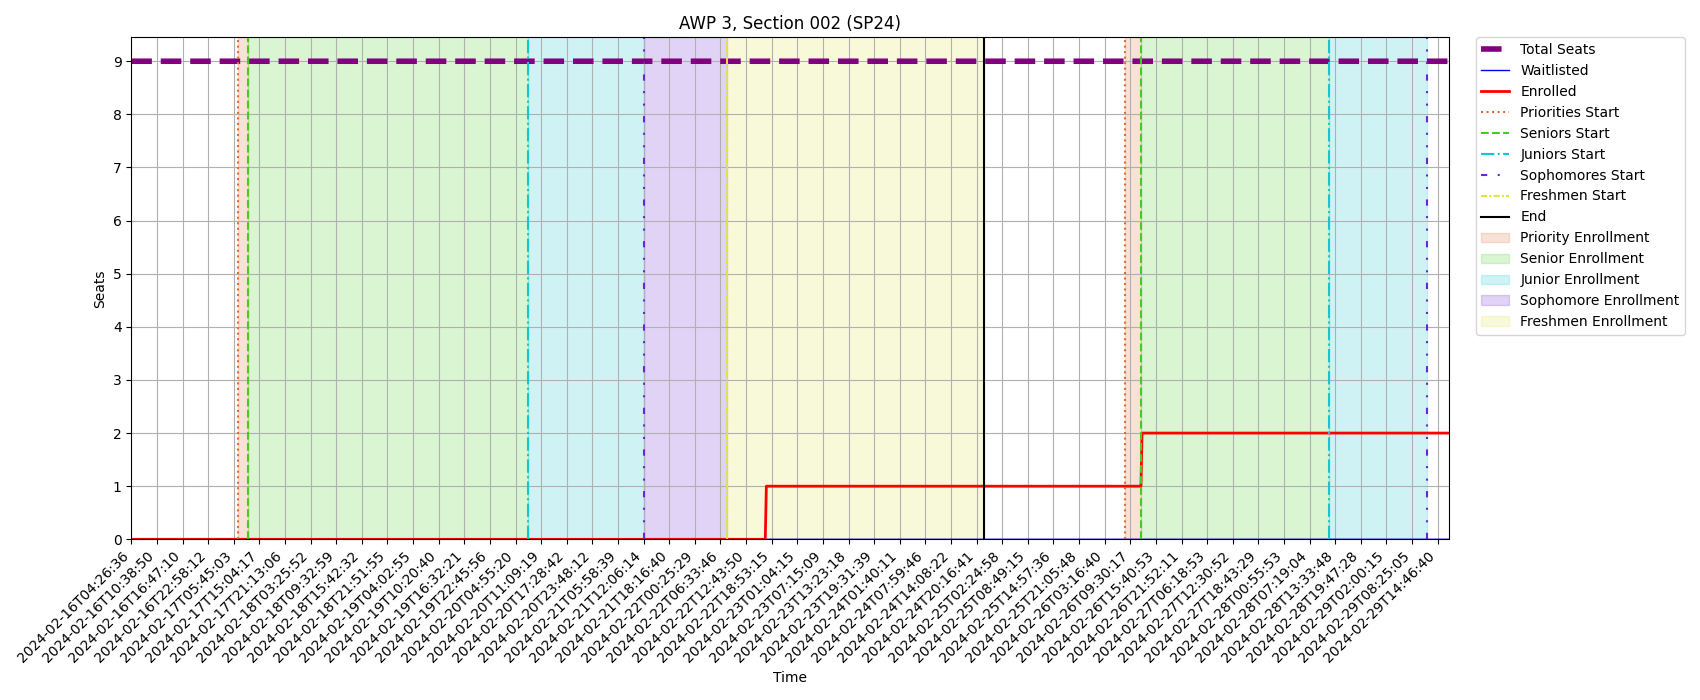 AWP 3, Section 002 (SP24)
Seats
9
8
7
6
5
4
3
2
1
0
2024-02-16T04:26:36
2024-02-16T10:38:50
2024-02-16T16:47:10
2024-02-16T22:58:12
2024-02-17T05:45:03
2024-02-17T15:04:17
2024-02-17T21:13:06
2024-02-18T03:25:52
2024-02-18T09:32:59
2024-02-18T15:42:32
2024-02-18T21:51:55
2024-02-19T04:02:55
2024-02-19T10:20:40
2024-02-19T16:32:21
2024-02-19T22:45:56
2024-02-20T04:55:20
2024-02-20T11:09:19
2024-02-20T17:28:42
2024-02-20T23:48:12
2024-02-21T05:58:39
2024-02-21T12:06:14
2024-02-21T18:16:40
2024-02-22T00:25:29
2024-02-22T06:33:46
2024-02-22T12:43:50
2024-02-22T18:53:15
2024-02-23T01:04:15
2024-02-23T07:15:09
2024-02-23T13:23:18
2024-02-23T19:31:39
2024-02-24T01:40:11
2024-02-24T07:59:46
2024-02-24T14:08:22
2024-02-24T20:16:41
2024-02-25T02:24:58
2024-02-25T08:49:15
2024-02-25T14:57:36
2024-02-25T21:05:48
2024-02-26T03:16:40
2024-02-26T09:30:17
2024-02-26T15:40:53
2024-02-26T21:52:11
2024-02-27T06:18:53
2024-02-27T12:30:52
2024-02-27T18:43:29
2024-02-28T00:55:53
2024-02-28T07:19:04
2024-02-28T13:33:48
2024-02-28T19:47:28
2024-02-29T02:00:15
2024-02-29T08:25:05
2024-02-29T14:46:40
Time
Total Seats
Waitlisted
Enrolled
Priorities Start
Seniors Start
Juniors Start
Sophomores Start
Freshmen Start
End
Priority Enrollment
Senior Enrollment
Junior Enrollment
Sophomore Enrollment
Freshmen Enrollment